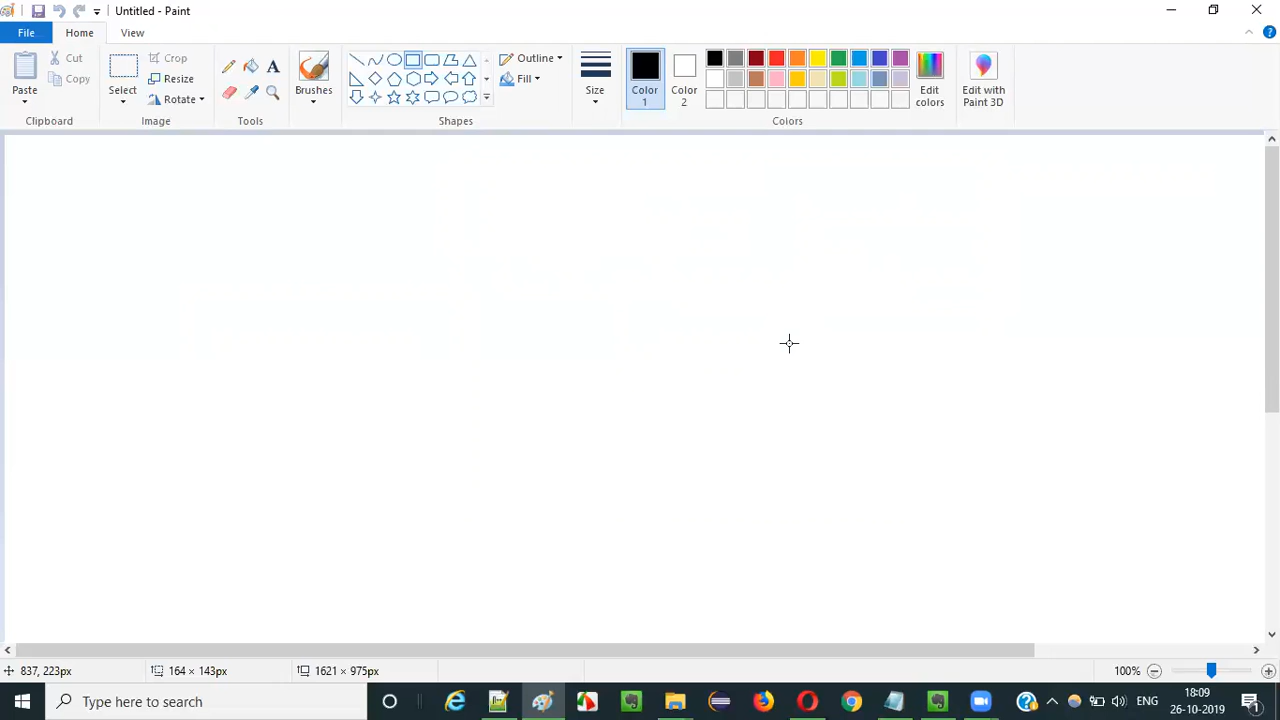 Untitled - Paint
File
Home
View
Paste
Cut
Copy
Clipboard
Select
Crop
Resize
Rotate
Image
A
Tools
Brushes
Shapes
Outline
Fill
Size
Color
1
Color
2
Edit
colors
Edit with
Paint 3D
Colors
837, 223px
164 × 143px
1621 × 975px
100%
Type here to search
ENG
18:09
26-10-2019